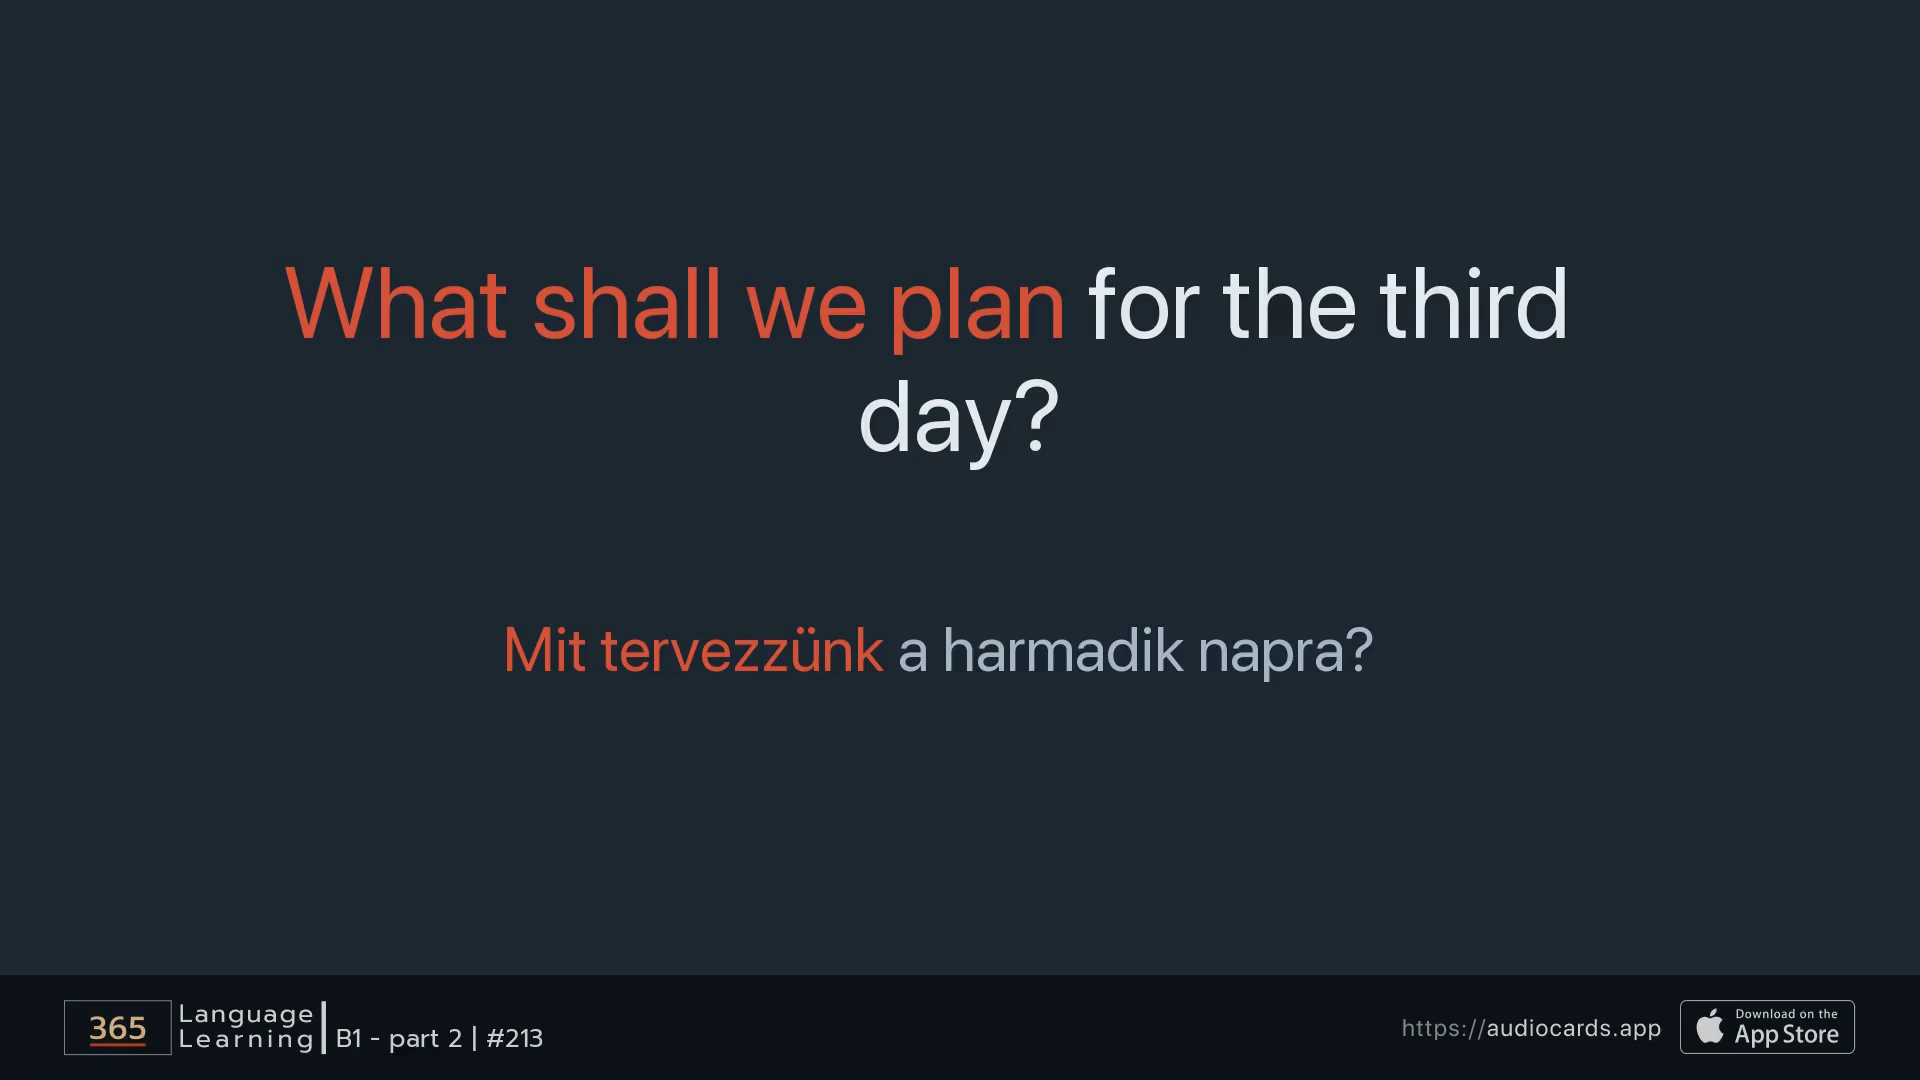 What shall we plan for the third
day?
Mit tervezzünk a harmadik napra?
365
Language
Learning
B1 - part 2 | #213
https://audiocards.app
Download on the
App Store